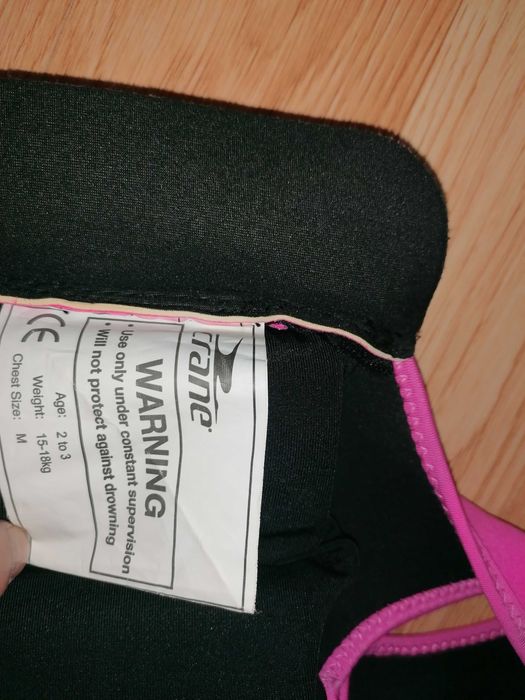 crane®
WARNING
* Use only under constant supervision
* Will not protect against drowning
Age: 2 to 3
Weight: 15-18kg
Chest Size: M
CE